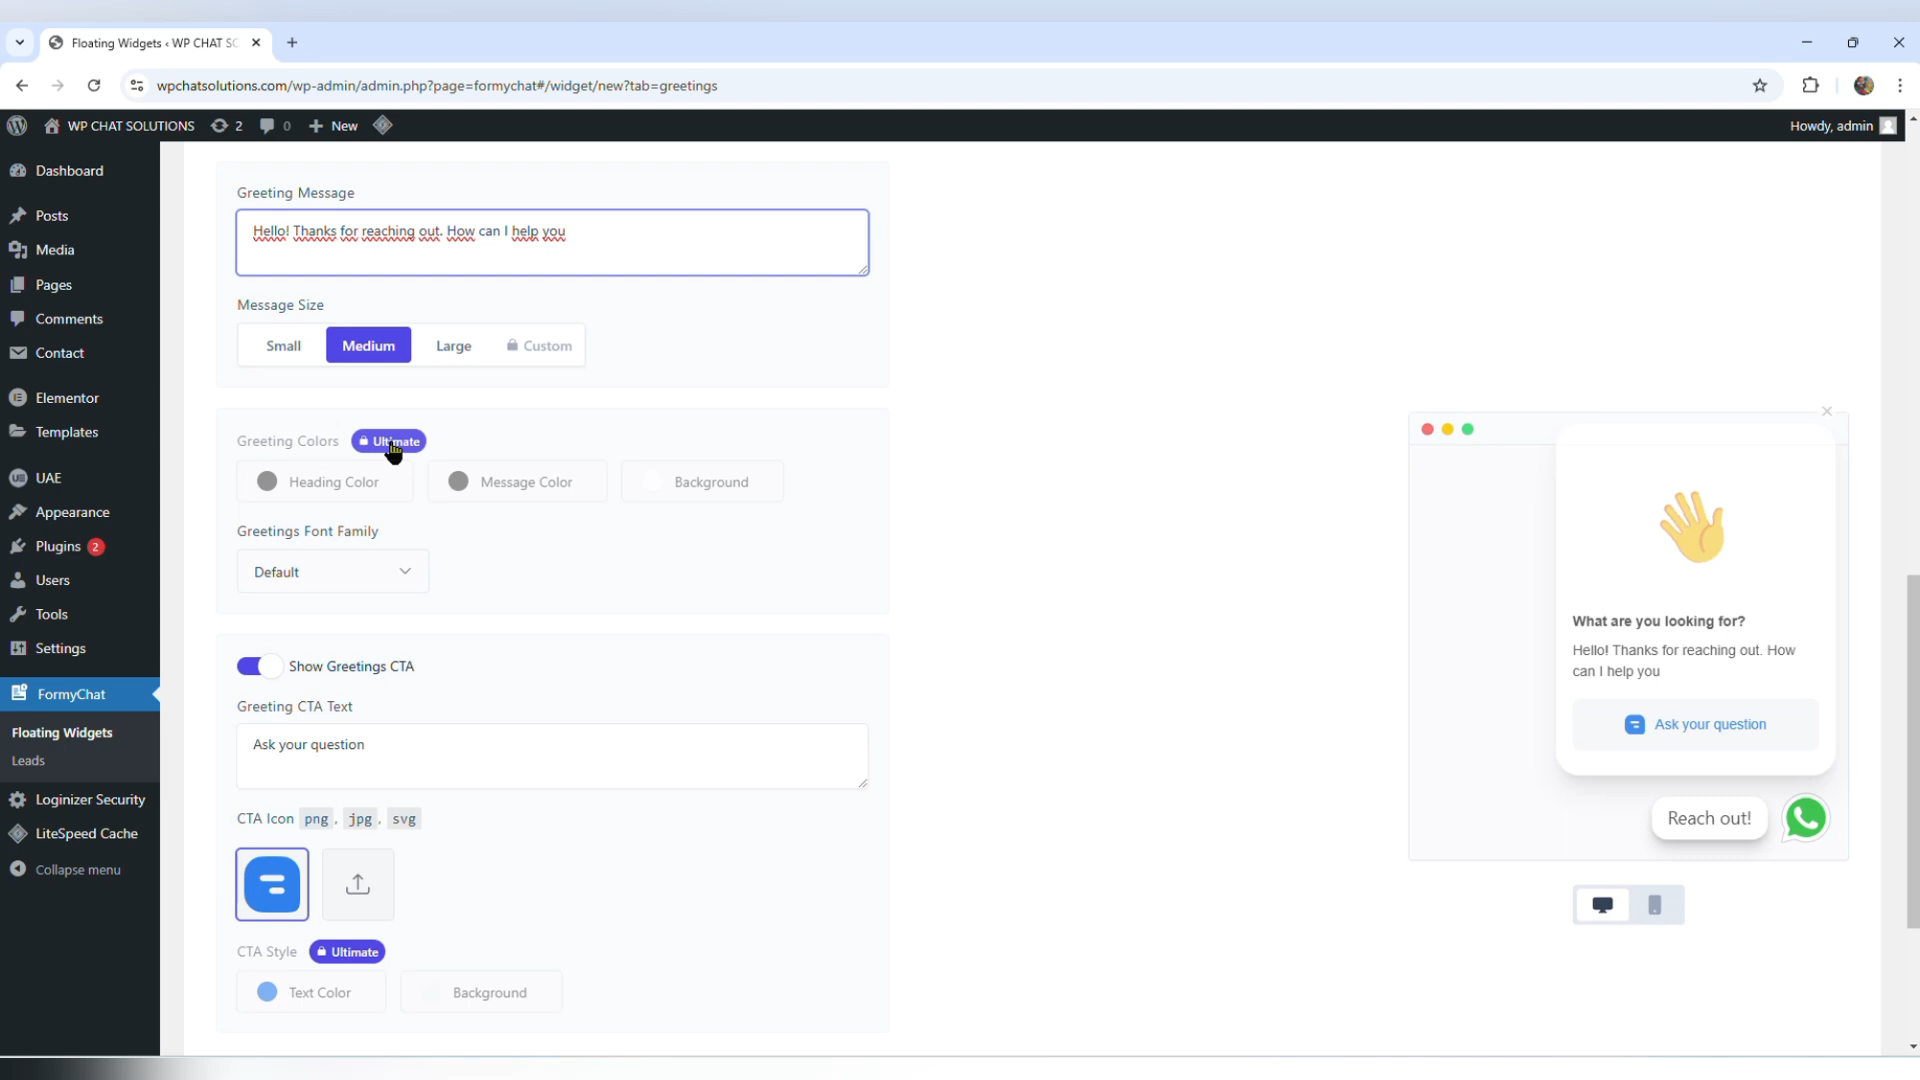 Floating Widgets ‹ WP CHAT SO
wpchatsolutions.com/wp-admin/admin.php?page=formychat#/widget/new?tab=greetings
WP CHAT SOLUTIONS 2 0 New Howdy, admin
Dashboard
Posts
Media
Pages
Comments
Contact
Elementor
Templates
UAE
Appearance
Plugins 2
Users
Tools
Settings
FormyChat
Floating Widgets
Leads
Loginizer Security
LiteSpeed Cache
Collapse menu
Greeting Message
Hello! Thanks for reaching out. How can I help you
Message Size
Small Medium Large Custom
Greeting Colors Ultimate
Heading Color Message Color Background
Greetings Font Family
Default
Show Greetings CTA
Greeting CTA Text
Ask your question
CTA Icon png, jpg, svg
CTA Style Ultimate
Text Color Background
What are you looking for?
Hello! Thanks for reaching out. How
can I help you
Ask your question
Reach out!